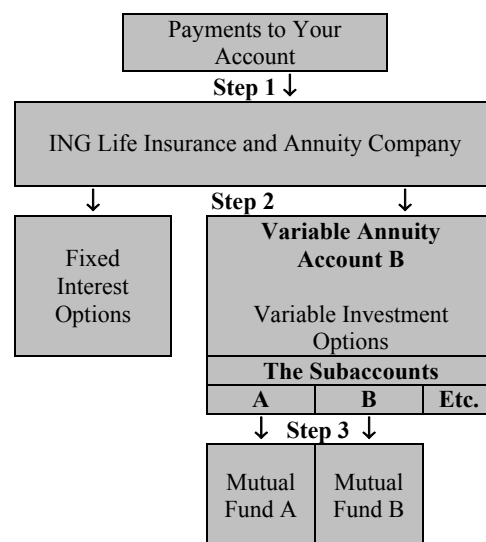 Payments to Your
Account
Step 1 ↓
ING Life Insurance and Annuity Company
↓ Step 2 ↓
Fixed
Interest
Options
Variable Annuity
Account B
Variable Investment
Options
The Subaccounts
A B Etc.
↓ Step 3 ↓
Mutual
Fund A
Mutual
Fund B